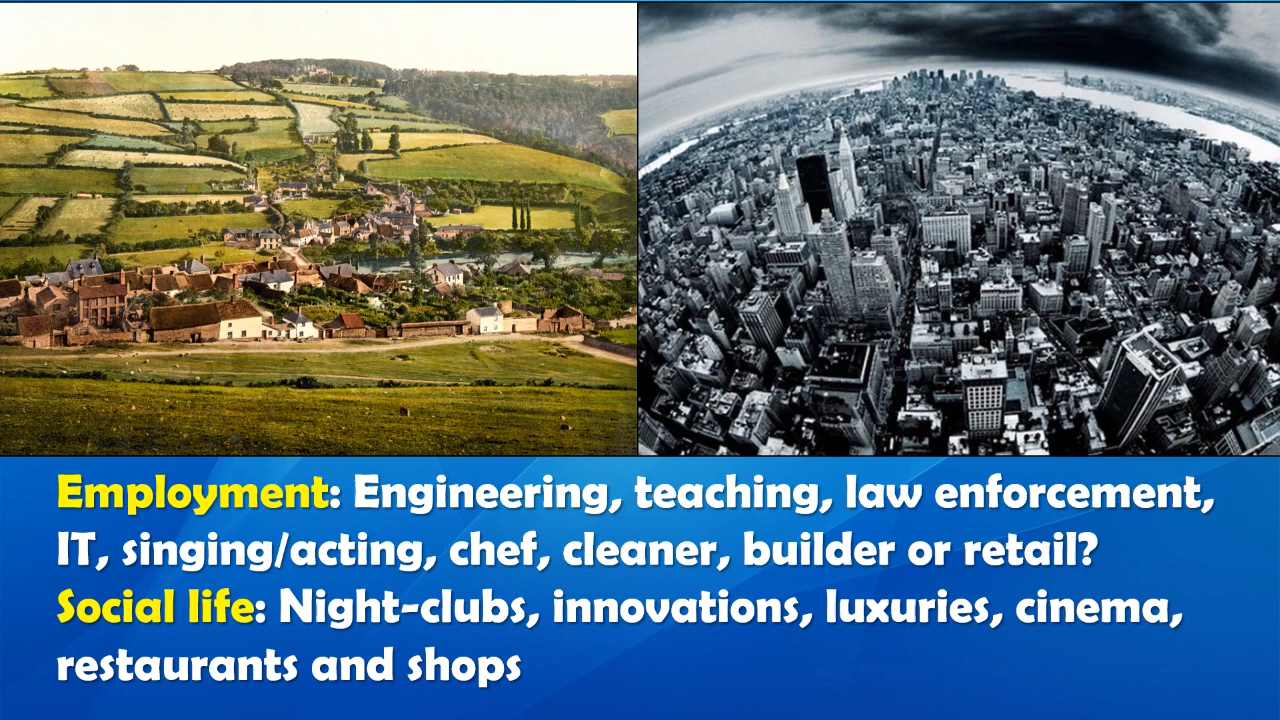 Employment: Engineering, teaching, law enforcement,
IT, singing/acting, chef, cleaner, builder or retail?
Social life: Night-clubs, innovations, luxuries, cinema,
restaurants and shops